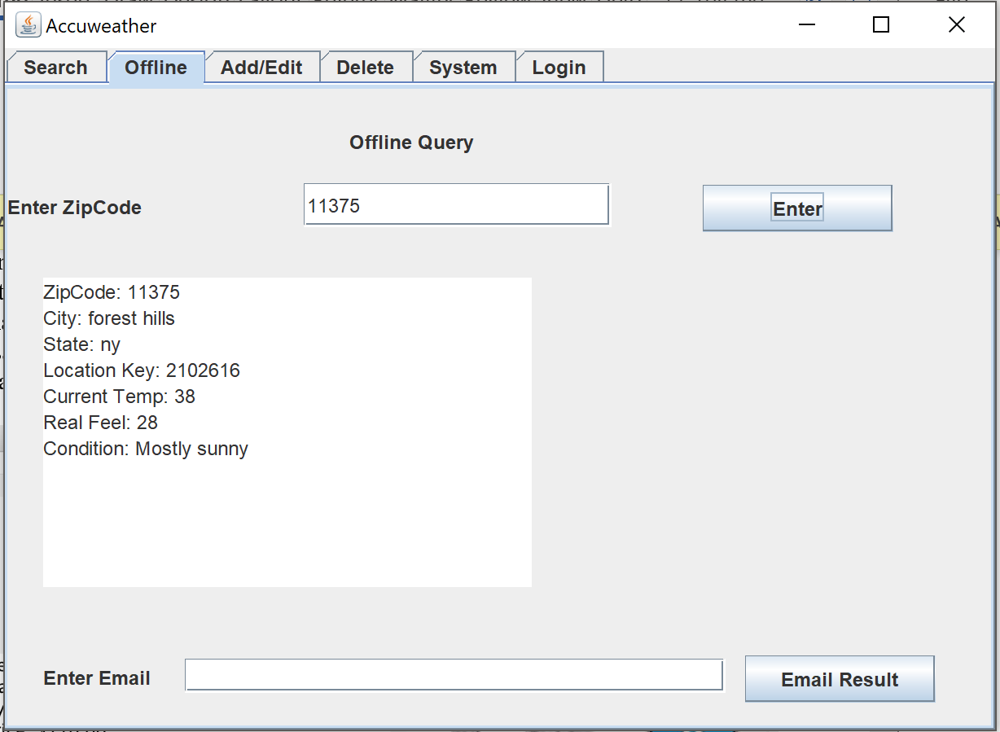 Accuweather
Search Offline Add/Edit Delete System Login
Offline Query
Enter ZipCode 11375 Enter
ZipCode: 11375
City: forest hills
State: ny
Location Key: 2102616
Current Temp: 38
Real Feel: 28
Condition: Mostly sunny
Enter Email Email Result